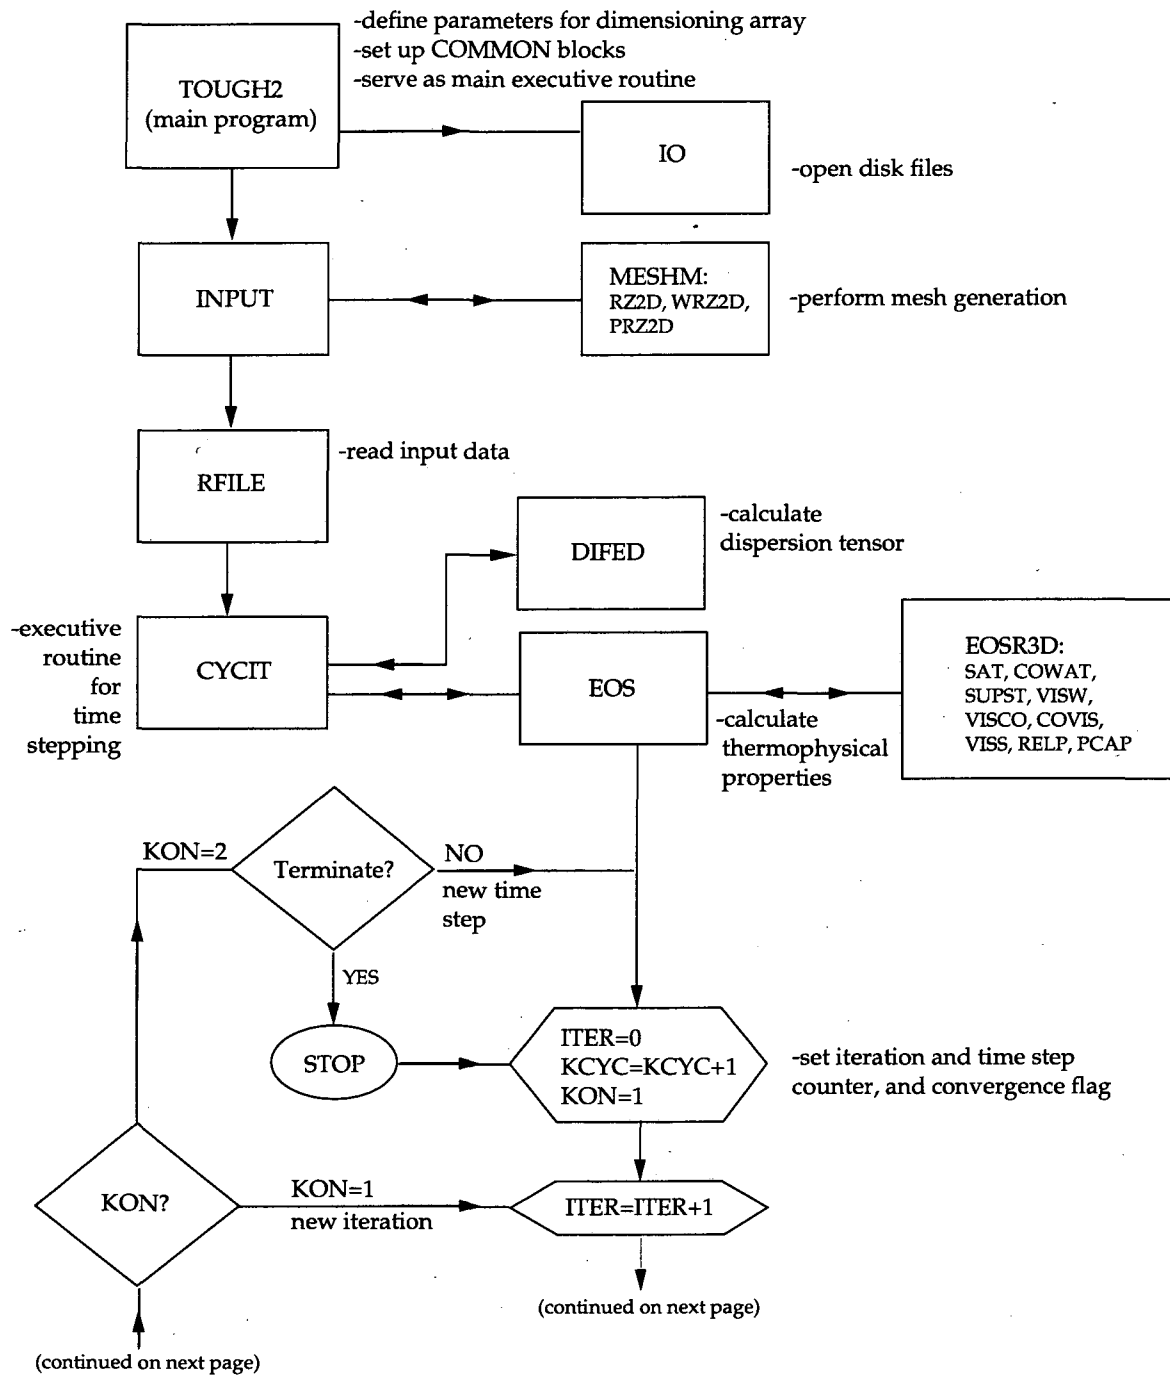 -define parameters for dimensioning array
-set up COMMON blocks
-serve as main executive routine
TOUGH2
(main program)
IO
-open disk files
INPUT
MESHM:
RZ2D, WRZ2D,
PRZ2D
-perform mesh generation
RFILE
-read input data
DIFED
-calculate
dispersion tensor
-executive
routine
for
time
stepping
CYCIT
EOS
-calculate
thermophysical
properties
EOSR3D:
SAT, COWAT,
SUPST, VISW,
VISCO, COVIS,
VISS, RELP, PCAP
KON=2
Terminate?
NO
new time
step
YES
STOP
ITER=0
KCYC=KCYC+1
KON=1
-set iteration and time step
counter, and convergence flag
KON?
KON=1
new iteration
ITER=ITER+1
(continued on next page)
(continued on next page)